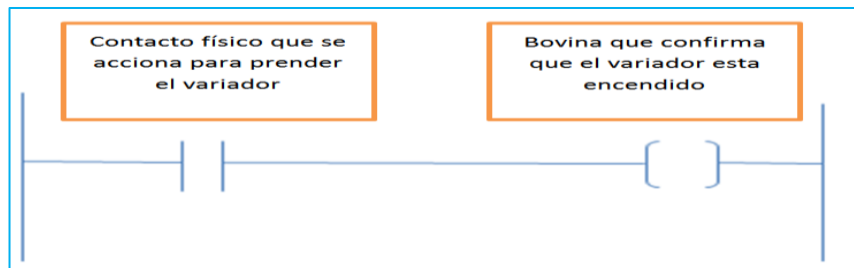 Contacto físico que se
acciona para prender
el variador
Bovina que confirma
que el variador esta
encendido